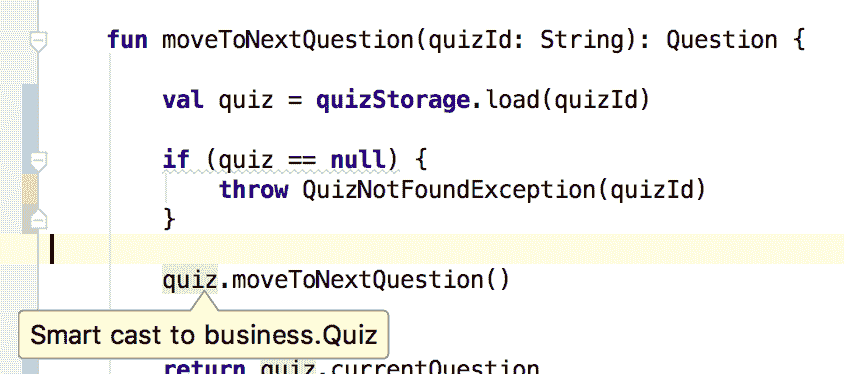 fun moveToNextQuestion(quizId: String): Question {
val quiz = quizStorage.load(quizId)
if (quiz == null) {
throw QuizNotFoundException(quizId)
}
quiz.moveToNextQuestion()
Smart cast to business.Quiz
return quiz.currentQuestion